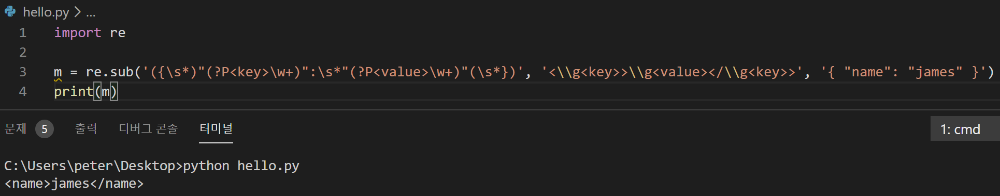 hello.py > ...
1 import re
2
3 m = re.sub('({\s*)"(?P<key>\w+)":\s*"(?P<value>\w+)"(\s*})', '<\\g<key>>\\g<value></\\g<key>>', '{ "name": "james" }')
4 print(m)
문제 5 출력 디버그 콘솔 터미널 1: cmd
C:\Users\peter\Desktop>python hello.py
<name>james</name>